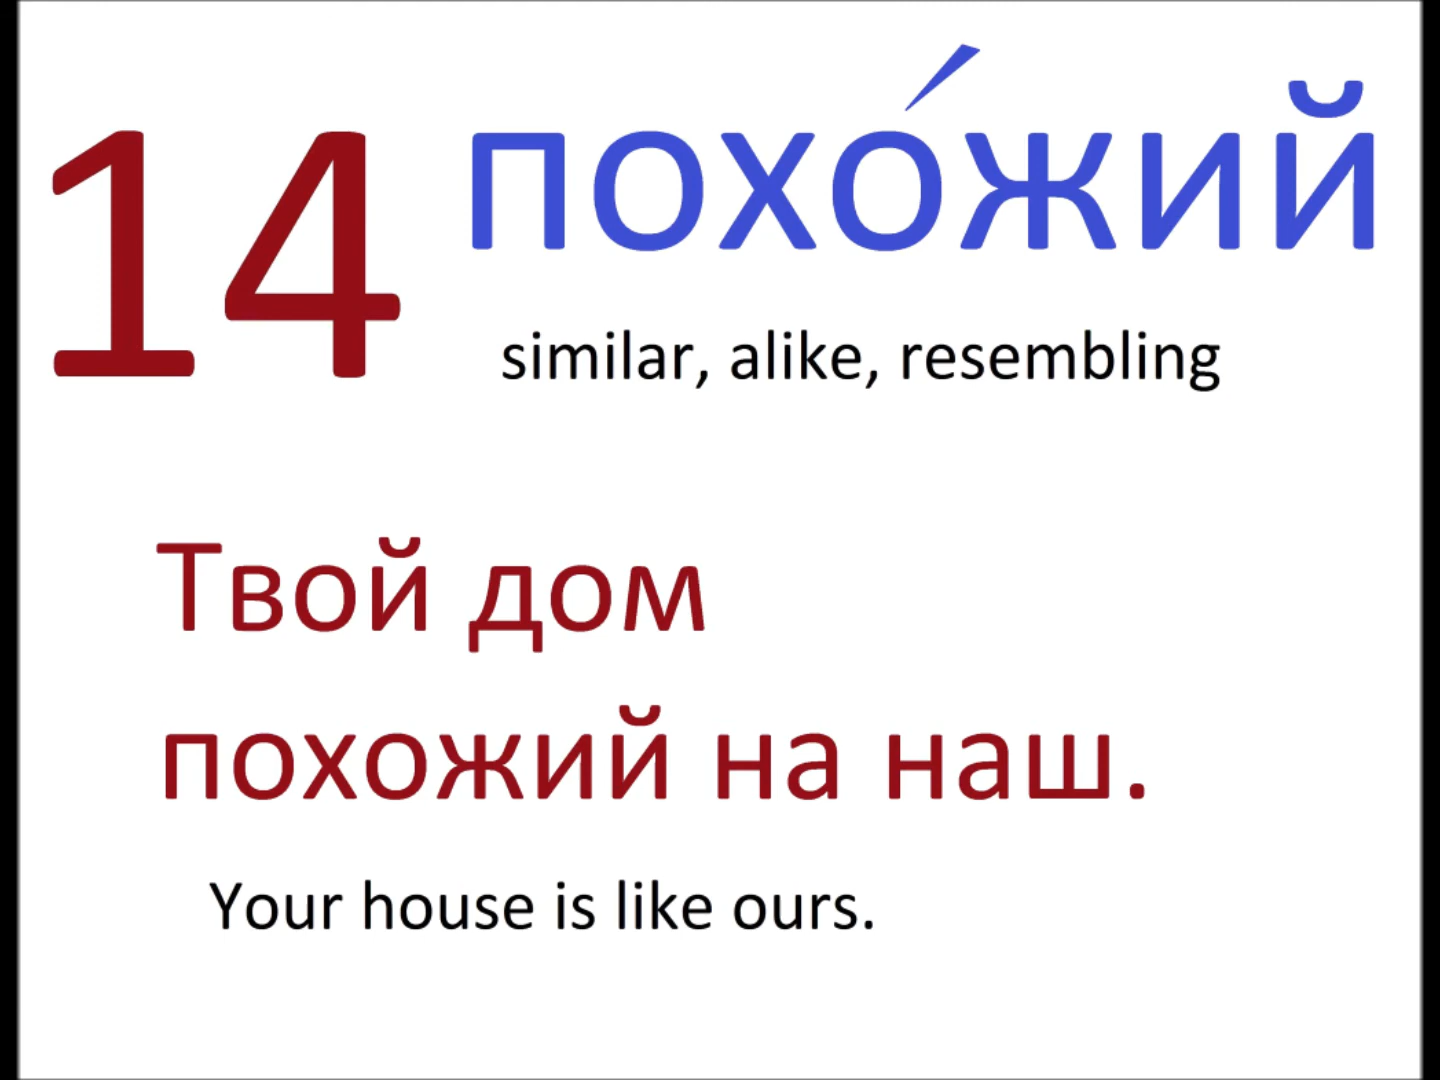 14 похо́жий
similar, alike, resembling
Твой дом
похожий на наш.
Your house is like ours.